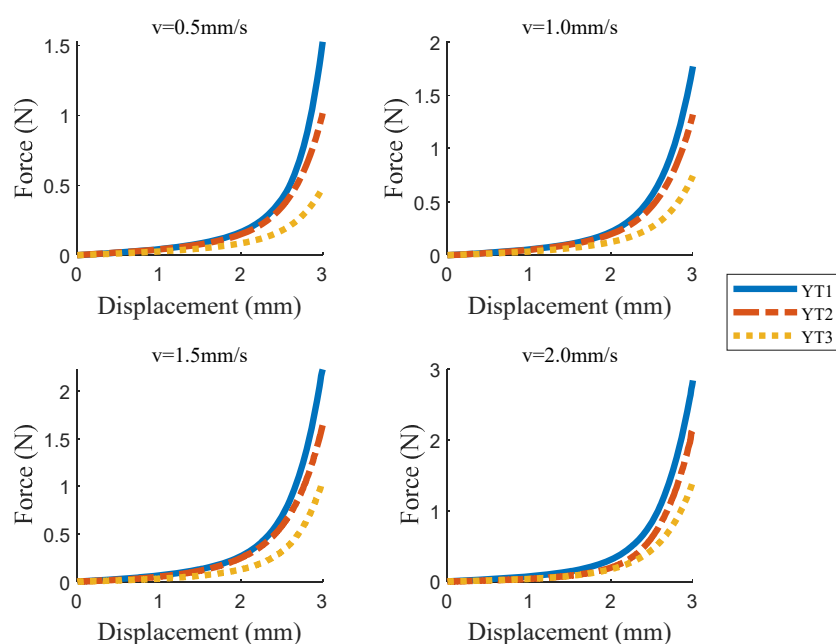 v=0.5mm/s
1.5
1
0.5
0
0 1 2 3
Force (N)
Displacement (mm)
v=1.0mm/s
2
1.5
1
0.5
0
0 1 2 3
Force (N)
Displacement (mm)
YT1
YT2
YT3
v=1.5mm/s
2
1.5
1
0.5
0
0 1 2 3
Force (N)
Displacement (mm)
v=2.0mm/s
3
2
1
0
0 1 2 3
Force (N)
Displacement (mm)